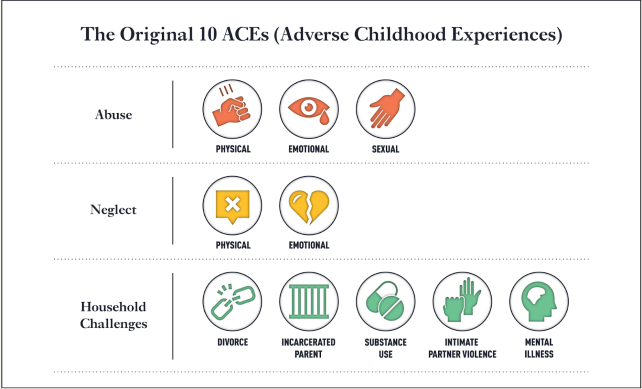 The Original 10 ACEs (Adverse Childhood Experiences)
Abuse
PHYSICAL
EMOTIONAL
SEXUAL
Neglect
PHYSICAL
EMOTIONAL
Household
Challenges
DIVORCE
INCARCERATED
PARENT
SUBSTANCE
USE
INTIMATE
PARTNER VIOLENCE
MENTAL
ILLNESS